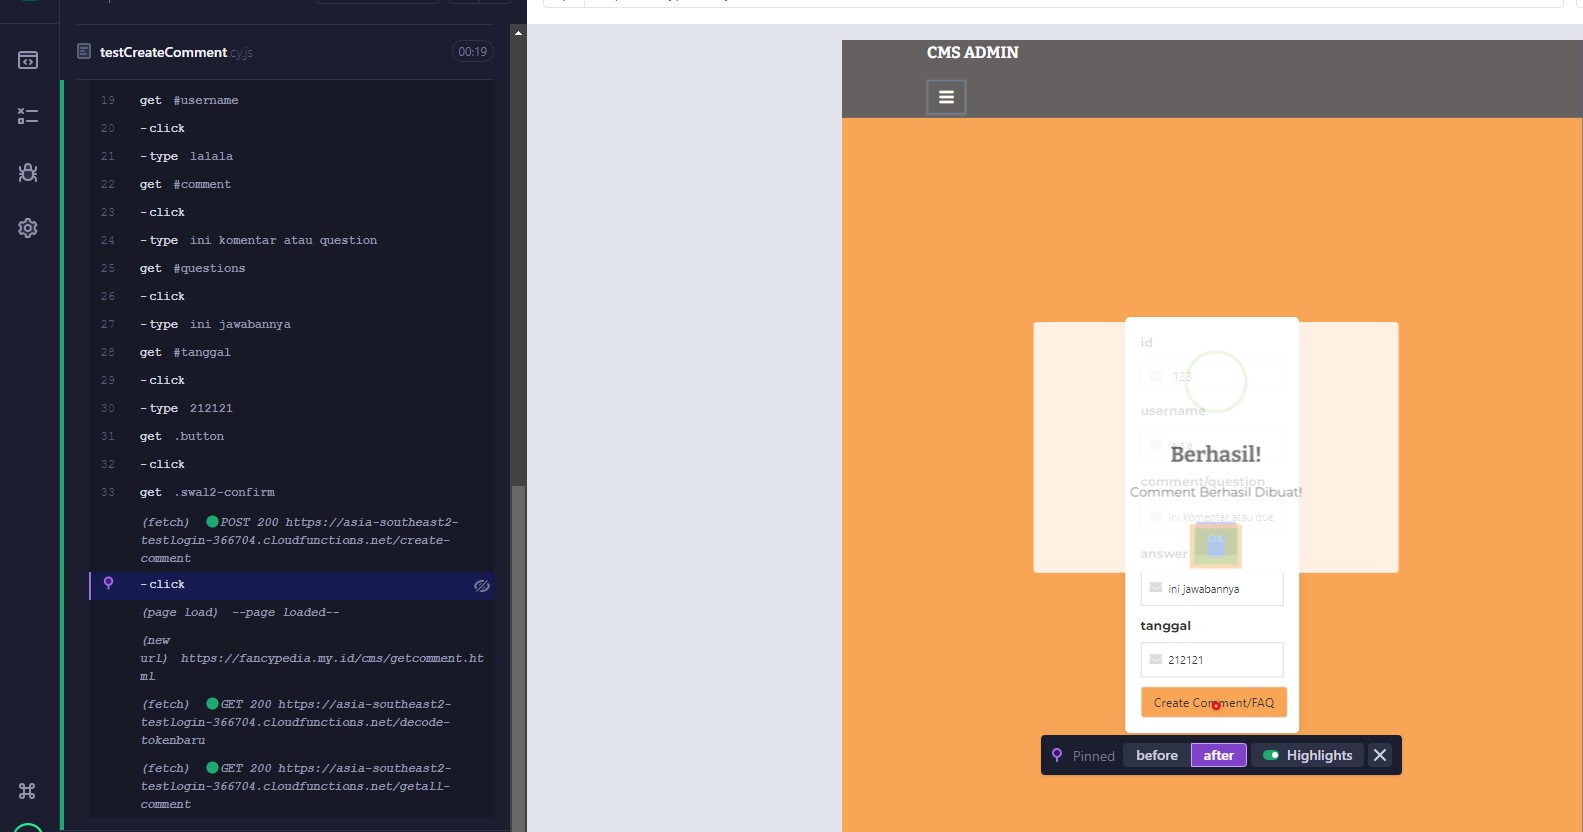 testCreateComment.cy.js 00:19
19 get #username
20 -click
21 -type lalala
22 get #comment
23 -click
24 -type ini komentar atau question
25 get #questions
26 -click
27 -type ini jawabannya
28 get #tanggal
29 -click
30 -type 212121
31 get .button
32 -click
33 get .swal2-confirm
(fetch) POST 200 https://asia-southeast2-
testlogin-366704.cloudfunctions.net/create-
comment
-click
(page load) --page loaded--
(new
url) https://fancypedia.my.id/cms/getcomment.ht
ml
(fetch) GET 200 https://asia-southeast2-
testlogin-366704.cloudfunctions.net/decode-
tokenbaru
(fetch) GET 200 https://asia-southeast2-
testlogin-366704.cloudfunctions.net/getall-
comment
CMS ADMIN
id
123
username
Berhasil!
comment/question
Comment Berhasil Dibuat!
ini komentar atau que
OK
answer
ini jawabannya
tanggal
212121
Create Comment/FAQ
Pinned before after Highlights